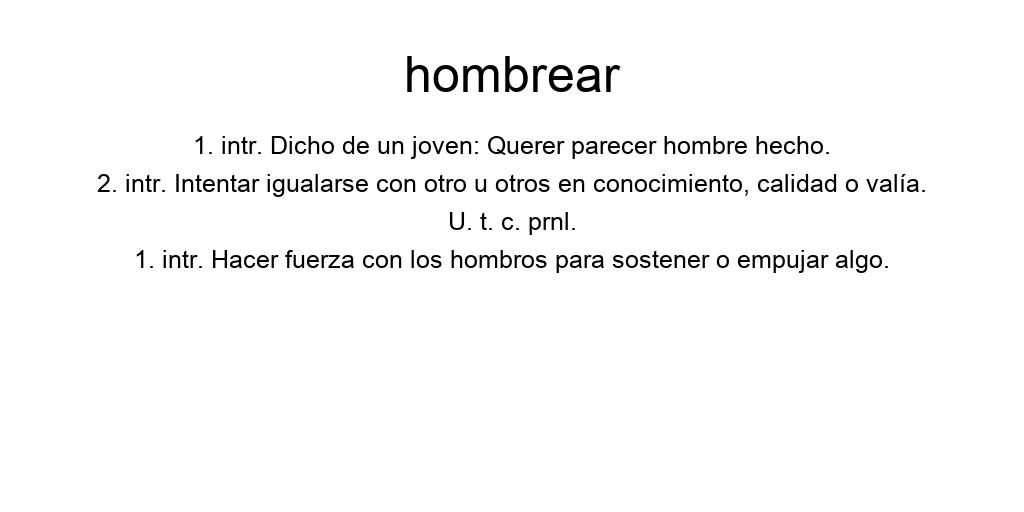 hombrear
1. intr. Dicho de un joven: Querer parecer hombre hecho.
2. intr. Intentar igualarse con otro u otros en conocimiento, calidad o valía.
U. t. c. prnl.
1. intr. Hacer fuerza con los hombros para sostener o empujar algo.